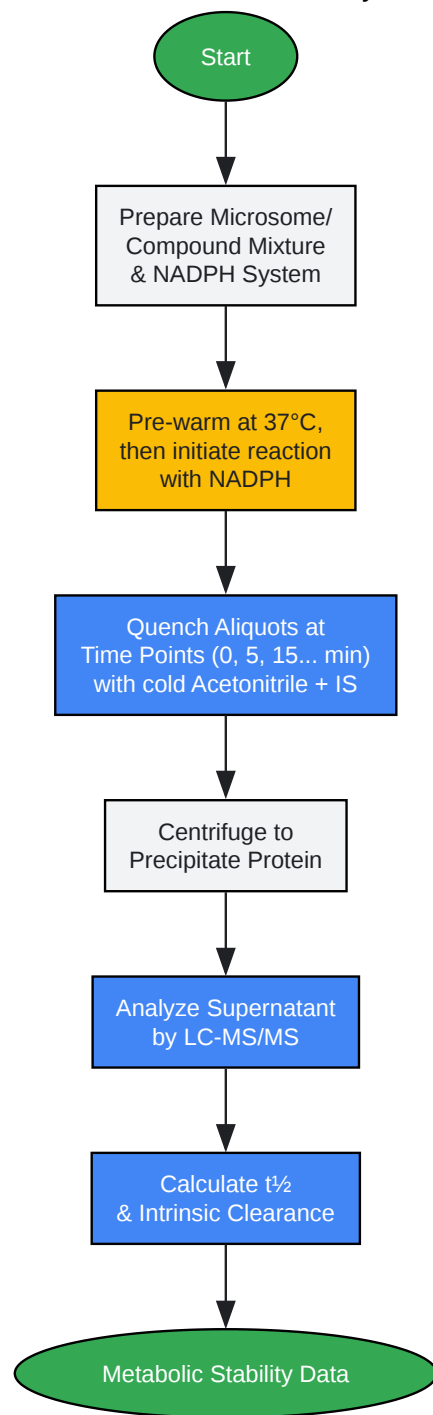 Start
Prepare Microsome/
Compound Mixture
& NADPH System
Pre-warm at 37°C,
then initiate reaction
with NADPH
Quench Aliquots at
Time Points (0, 5, 15... min)
with cold Acetonitrile + IS
Centrifuge to
Precipitate Protein
Analyze Supernatant
by LC-MS/MS
Calculate t½
& Intrinsic Clearance
Metabolic Stability Data